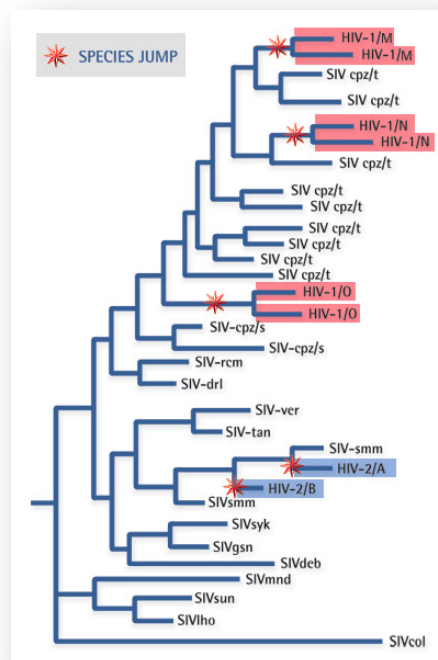 SPECIES JUMP
HIV-1/M
HIV-1/M
SIV cpz/t
SIV cpz/t
HIV-1/N
HIV-1/N
SIV cpz/t
SIV cpz/t
SIV cpz/t
SIV cpz/t
SIV cpz/t
SIV cpz/t
SIV cpz/t
HIV-1/O
HIV-1/O
SIV-cpz/s
SIV-cpz/s
SIV-rcm
SIV-drl
SIV-ver
SIV-tan
SIV-smm
HIV-2/A
HIV-2/B
SIVsmm
SIVsyk
SIVgsn
SIVdeb
SIVmnd
SIVsun
SIVlho
SIVcol